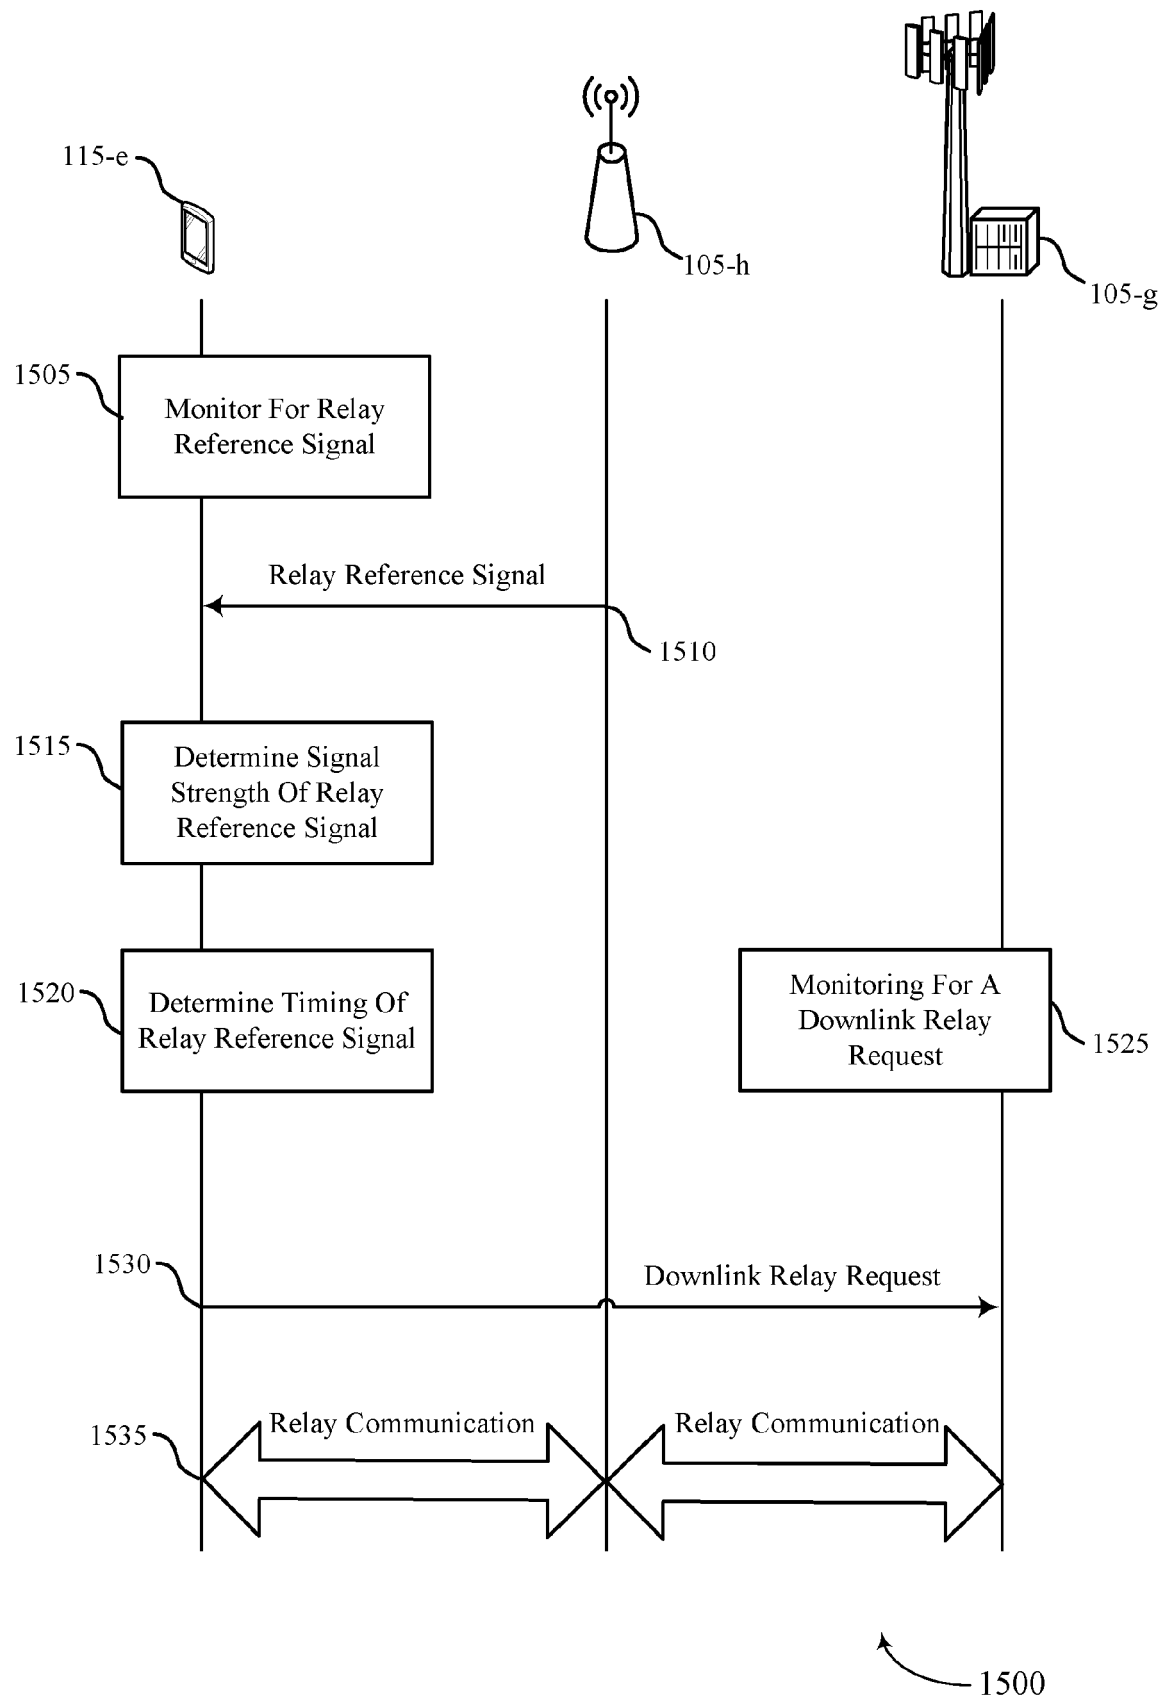 115-e
105-h
105-g
1505
Monitor For Relay
Reference Signal
Relay Reference Signal
1510
1515
Determine Signal
Strength Of Relay
Reference Signal
1520
Determine Timing Of
Relay Reference Signal
Monitoring For A
Downlink Relay
Request
1525
1530
Downlink Relay Request
1535
Relay Communication
Relay Communication
1500